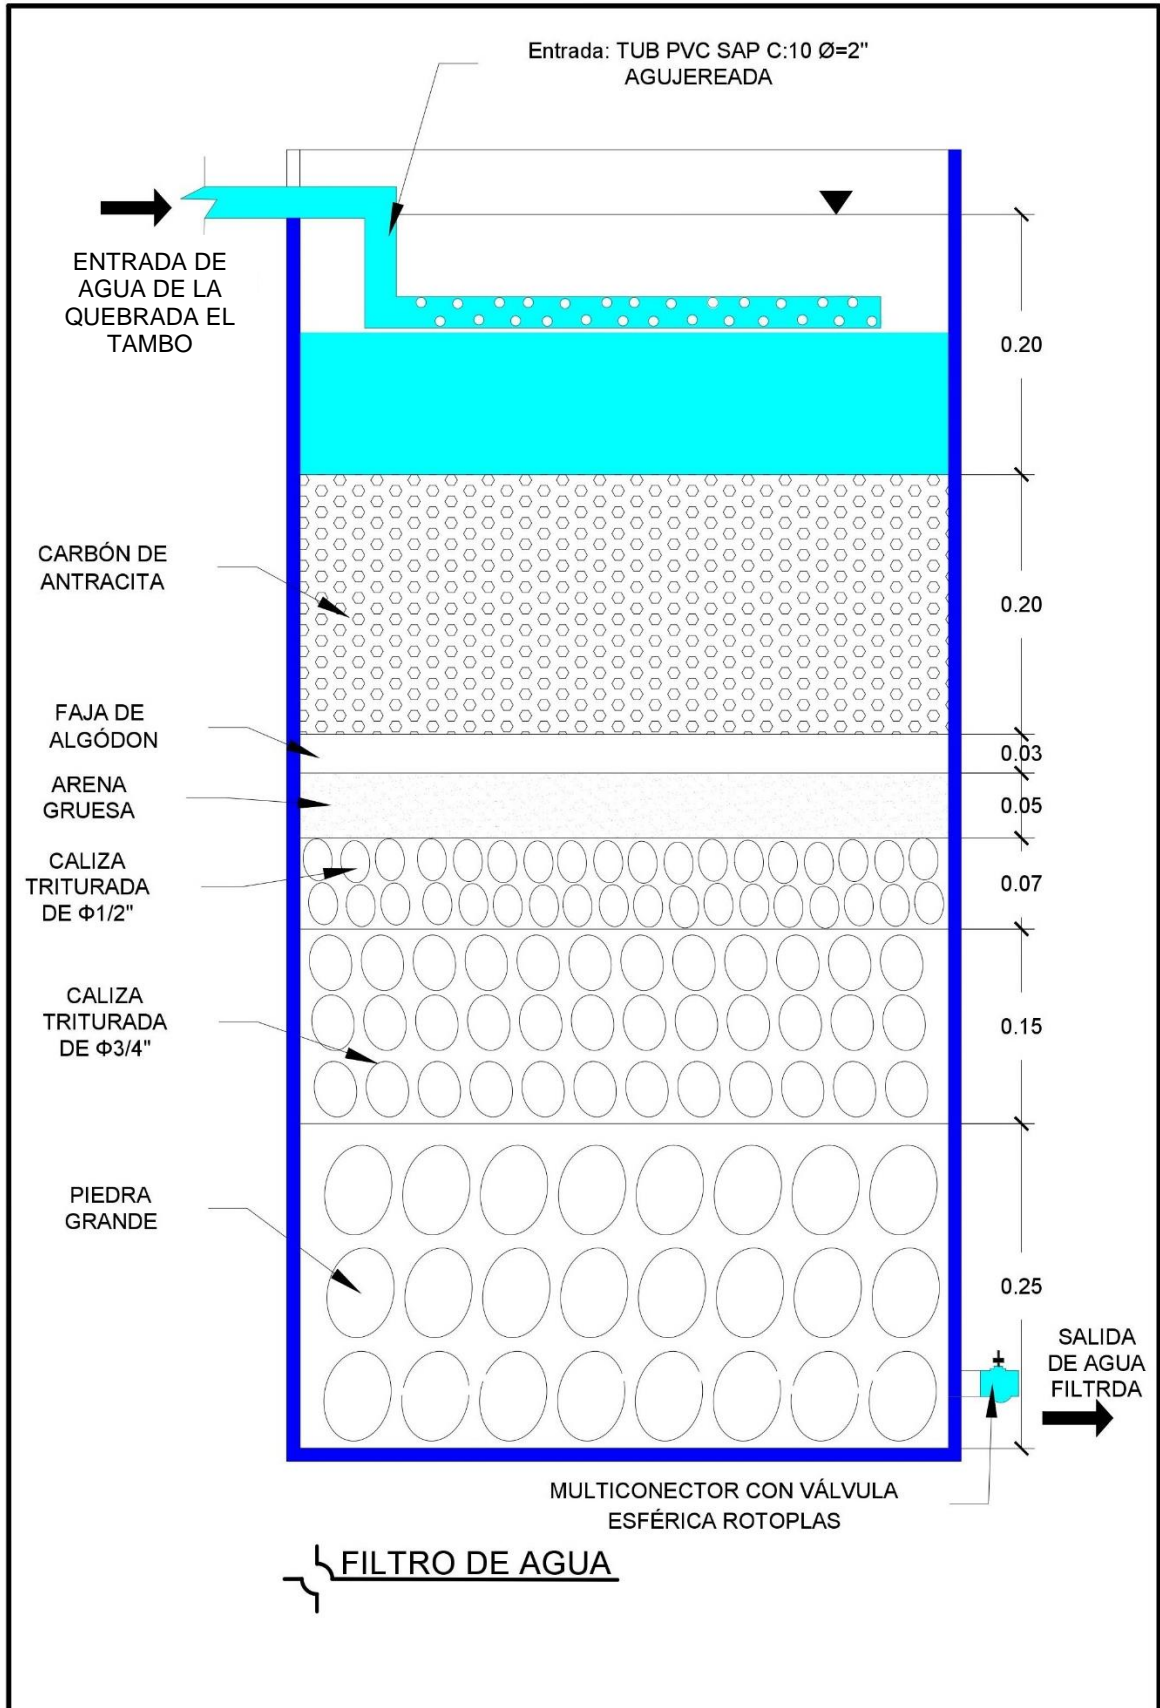 Entrada: TUB PVC SAP C:10 Ø=2"
AGUJEREADA
ENTRADA DE
AGUA DE LA
QUEBRADA EL
TAMBO
0.20
CARBÓN DE
ANTRACITA
0.20
FAJA DE
ALGÓDON
0.03
ARENA
GRUESA
0.05
CALIZA
TRITURADA
DE Φ1/2"
0.07
CALIZA
TRITURADA
DE Φ3/4"
0.15
PIEDRA
GRANDE
0.25
SALIDA
DE AGUA
FILTRDA
MULTICONECTOR CON VÁLVULA
ESFÉRICA ROTOPLAS
FILTRO DE AGUA